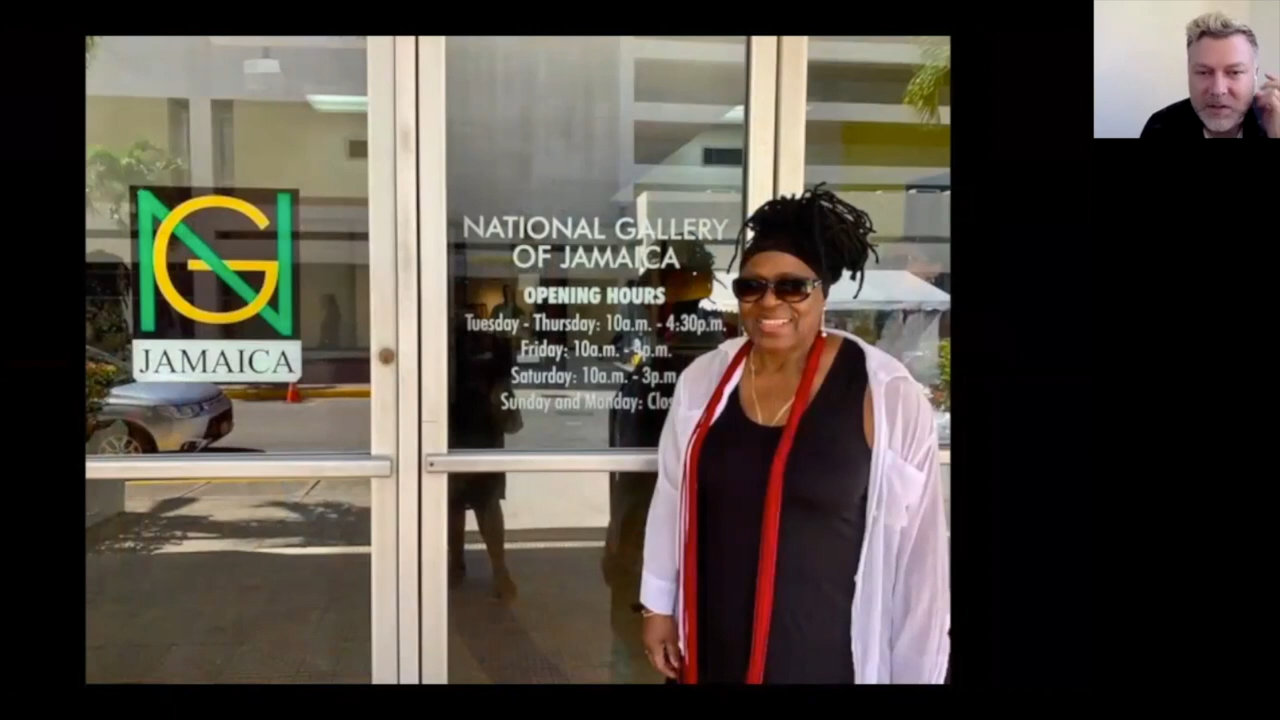 NG
JAMAICA
NATIONAL GALLERY
OF JAMAICA
OPENING HOURS
Tuesday - Thursday: 10a.m. - 4:30p.m.
Friday: 10a.m. - 4p.m.
Saturday: 10a.m. - 3p.m
Sunday and Monday: Clos